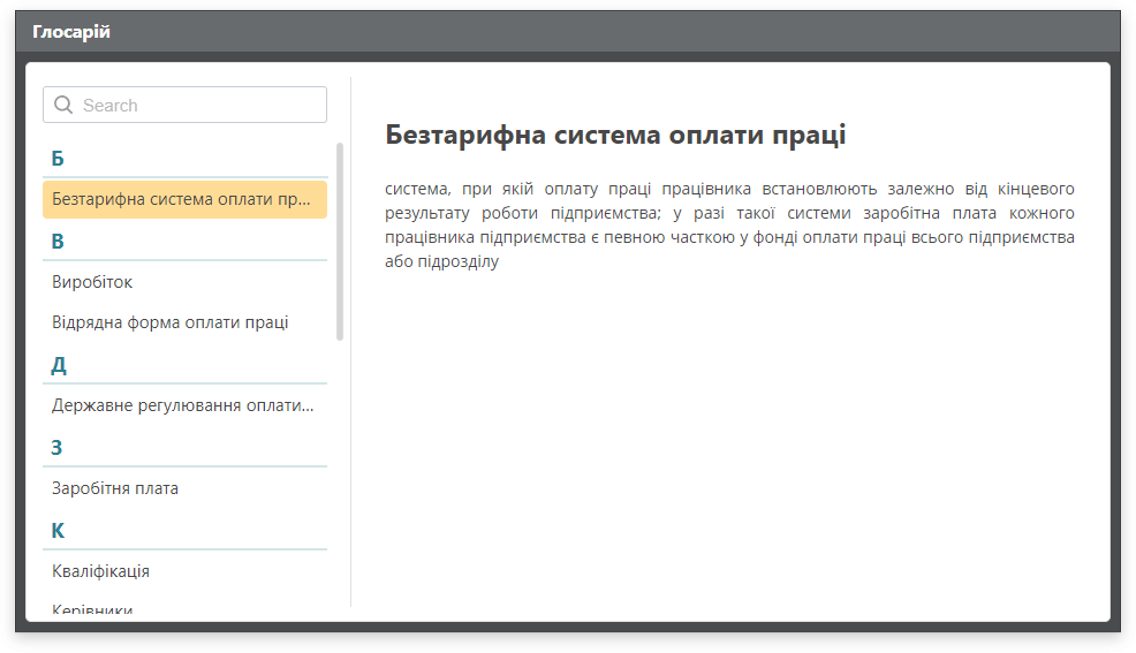 Глосарій
Search
Б
Безтарифна система оплати пр...
В
Виробіток
Відрядна форма оплати праці
Д
Державне регулювання оплати...
З
Заробітня плата
К
Кваліфікація
Керівники
Безтарифна система оплати праці
система, при якій оплату праці працівника встановлюють залежно від кінцевого
результату роботи підприємства; у разі такої системи заробітна плата кожного
працівника підприємства є певною часткою у фонді оплати праці всього підприємства
або підрозділу